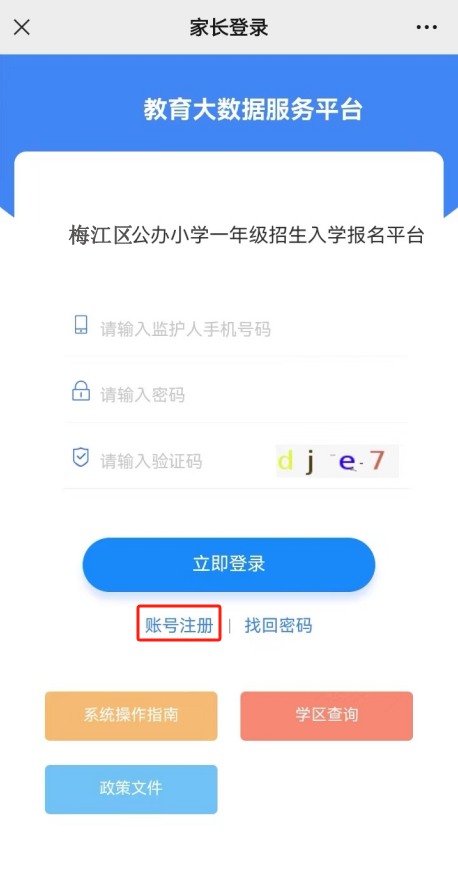 家长登录
教育大数据服务平台
梅江区公办小学一年级招生入学报名平台
请输入监护人手机号码
请输入密码
请输入验证码 dje-7
立即登录
账号注册 | 找回密码
系统操作指南 学区查询
政策文件